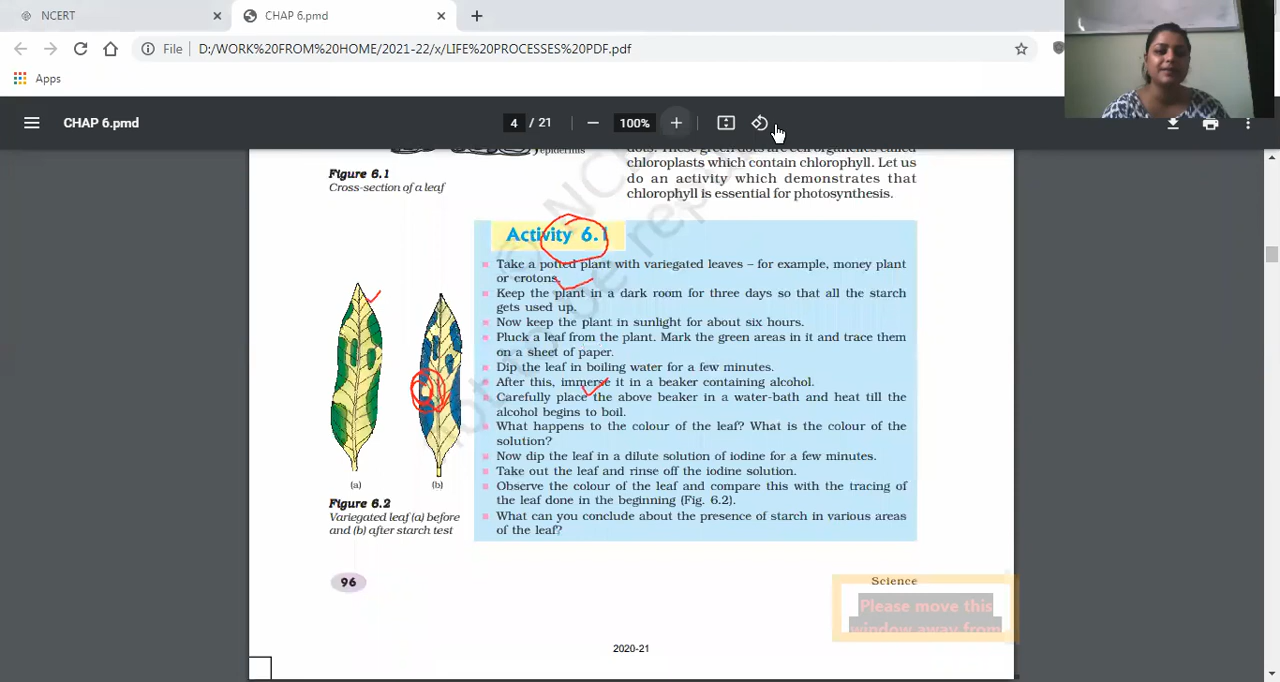 NCERT
CHAP 6.pmd
File | D:/WORK%20FROM%20HOME/2021-22/x/LIFE%20PROCESSES%20PDF.pdf
Apps
CHAP 6.pmd
4 / 21
100%
epidermis
dots. These green dots are cell organelles called
chloroplasts which contain chlorophyll. Let us
do an activity which demonstrates that
chlorophyll is essential for photosynthesis.
Figure 6.1
Cross-section of a leaf
Activity 6.1
Take a potted plant with variegated leaves – for example, money plant
or crotons.
Keep the plant in a dark room for three days so that all the starch
gets used up.
Now keep the plant in sunlight for about six hours.
Pluck a leaf from the plant. Mark the green areas in it and trace them
on a sheet of paper.
Dip the leaf in boiling water for a few minutes.
After this, immerse it in a beaker containing alcohol.
Carefully place the above beaker in a water-bath and heat till the
alcohol begins to boil.
What happens to the colour of the leaf? What is the colour of the
solution?
Now dip the leaf in a dilute solution of iodine for a few minutes.
Take out the leaf and rinse off the iodine solution.
Observe the colour of the leaf and compare this with the tracing of
the leaf done in the beginning (Fig. 6.2).
What can you conclude about the presence of starch in various areas
of the leaf?
(a) (b)
Figure 6.2
Variegated leaf (a) before
and (b) after starch test
96
Science
Please move this
window away from
2020-21